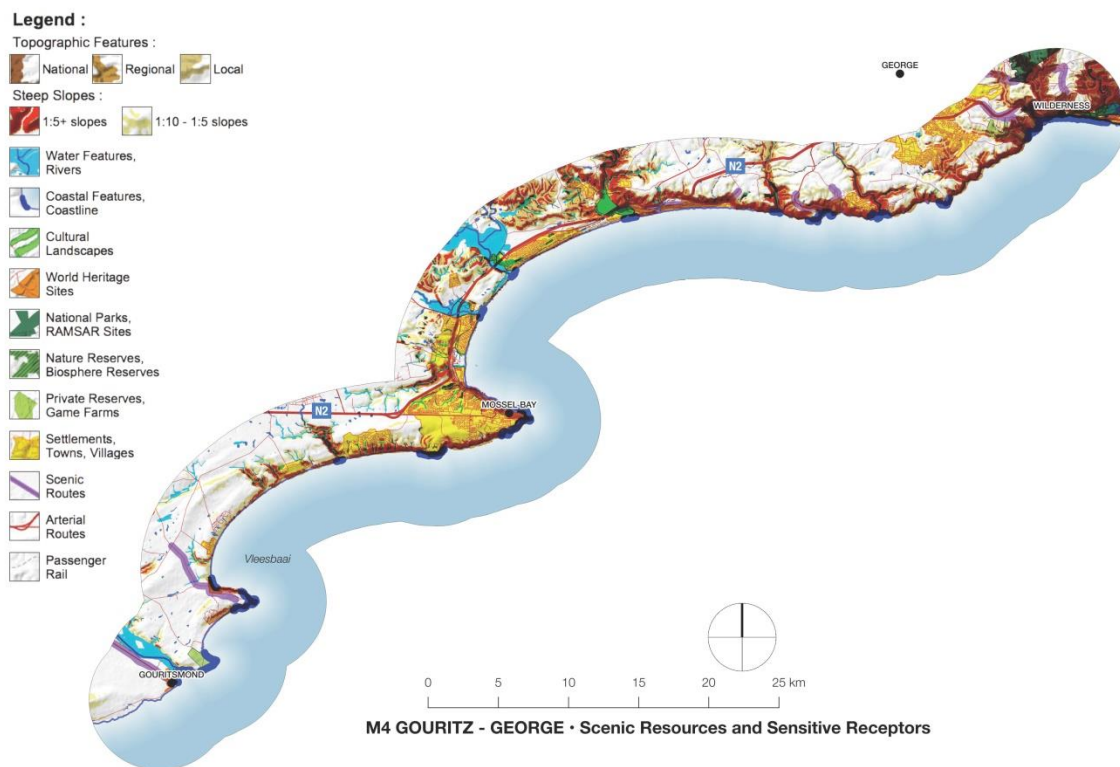 Legend :
Topographic Features :
National
Regional
Local
Steep Slopes :
1:5+ slopes
1:10 - 1:5 slopes
Water Features,
Rivers
Coastal Features,
Coastline
Cultural
Landscapes
World Heritage
Sites
National Parks,
RAMSAR Sites
Nature Reserves,
Biosphere Reserves
Private Reserves,
Game Farms
Settlements,
Towns, Villages
Scenic
Routes
Arterial
Routes
Passenger
Rail
GEORGE
WILDERNESS
N2
MOSSEL-BAY
N2
Vleesbaai
GOURITSMOND
0 5 10 15 20 25 km
M4 GOURITZ - GEORGE • Scenic Resources and Sensitive Receptors